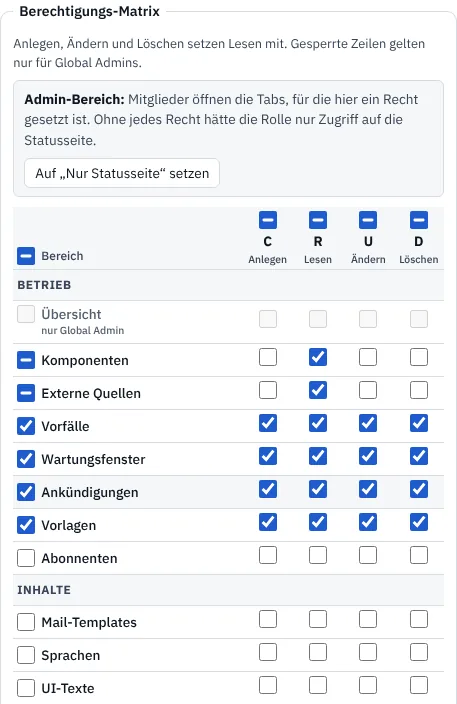 Berechtigungs-Matrix
Anlegen, Ändern und Löschen setzen Lesen mit. Gesperrte Zeilen gelten
nur für Global Admins.
Admin-Bereich: Mitglieder öffnen die Tabs, für die hier ein Recht
gesetzt ist. Ohne jedes Recht hätte die Rolle nur Zugriff auf die
Statusseite.
Auf „Nur Statusseite“ setzen
C R U D
Bereich Anlegen Lesen Ändern Löschen
BETRIEB
Übersicht
nur Global Admin
Komponenten
Externe Quellen
Vorfälle
Wartungsfenster
Ankündigungen
Vorlagen
Abonnenten
INHALTE
Mail-Templates
Sprachen
UI-Texte